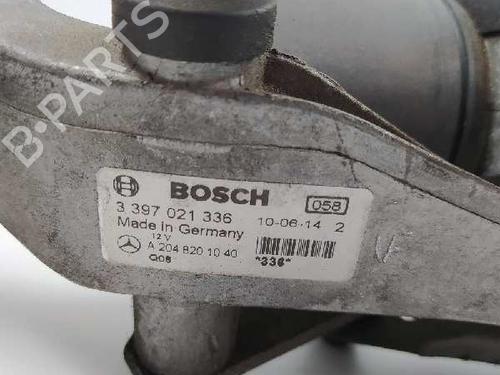 B-PARTS
BOSCH 058
3 397 021 336 10-06-14 2
Made in Germany
12 V
A 204 820 10 40
Q08 "336"